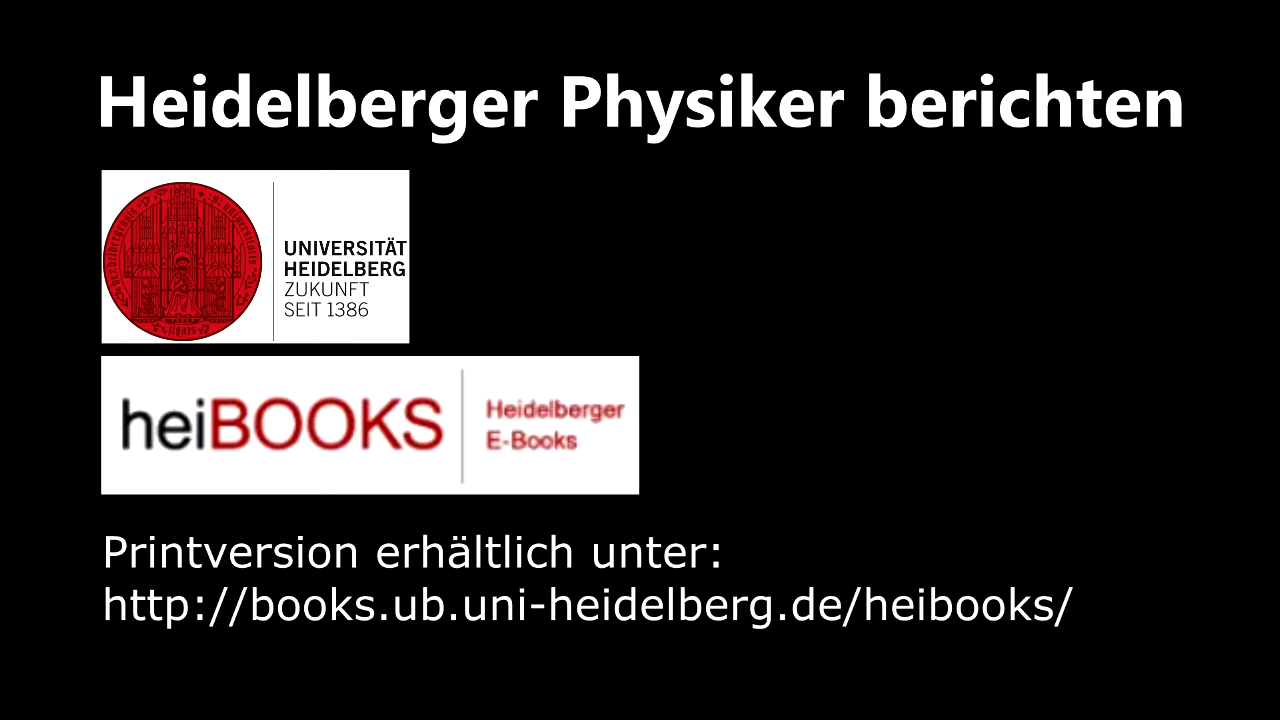 Heidelberger Physiker berichten
UNIVERSITÄT
HEIDELBERG
ZUKUNFT
SEIT 1386
heiBOOKS
Heidelberger
E-Books
Printversion erhältlich unter:
http://books.ub.uni-heidelberg.de/heibooks/